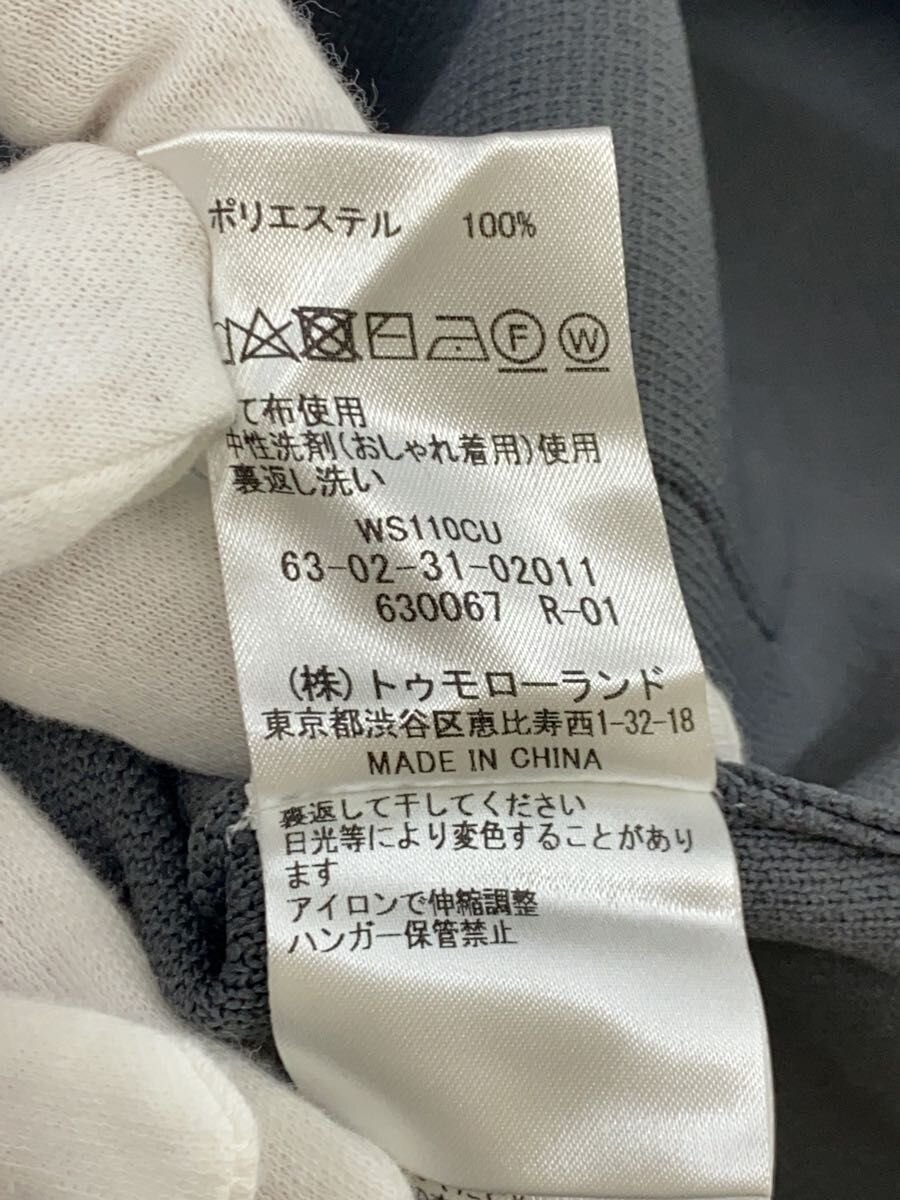 ポリエステル 100%
F W
て布使用
中性洗剤(おしゃれ着用)使用
裏返し洗い
WS110CU
63-02-31-02011
630067 R-01
(株)トゥモローランド
東京都渋谷区恵比寿西1-32-18
MADE IN CHINA
裏返して干してください
日光等により変色することがあり
ます
アイロンで伸縮調整
ハンガー保管禁止